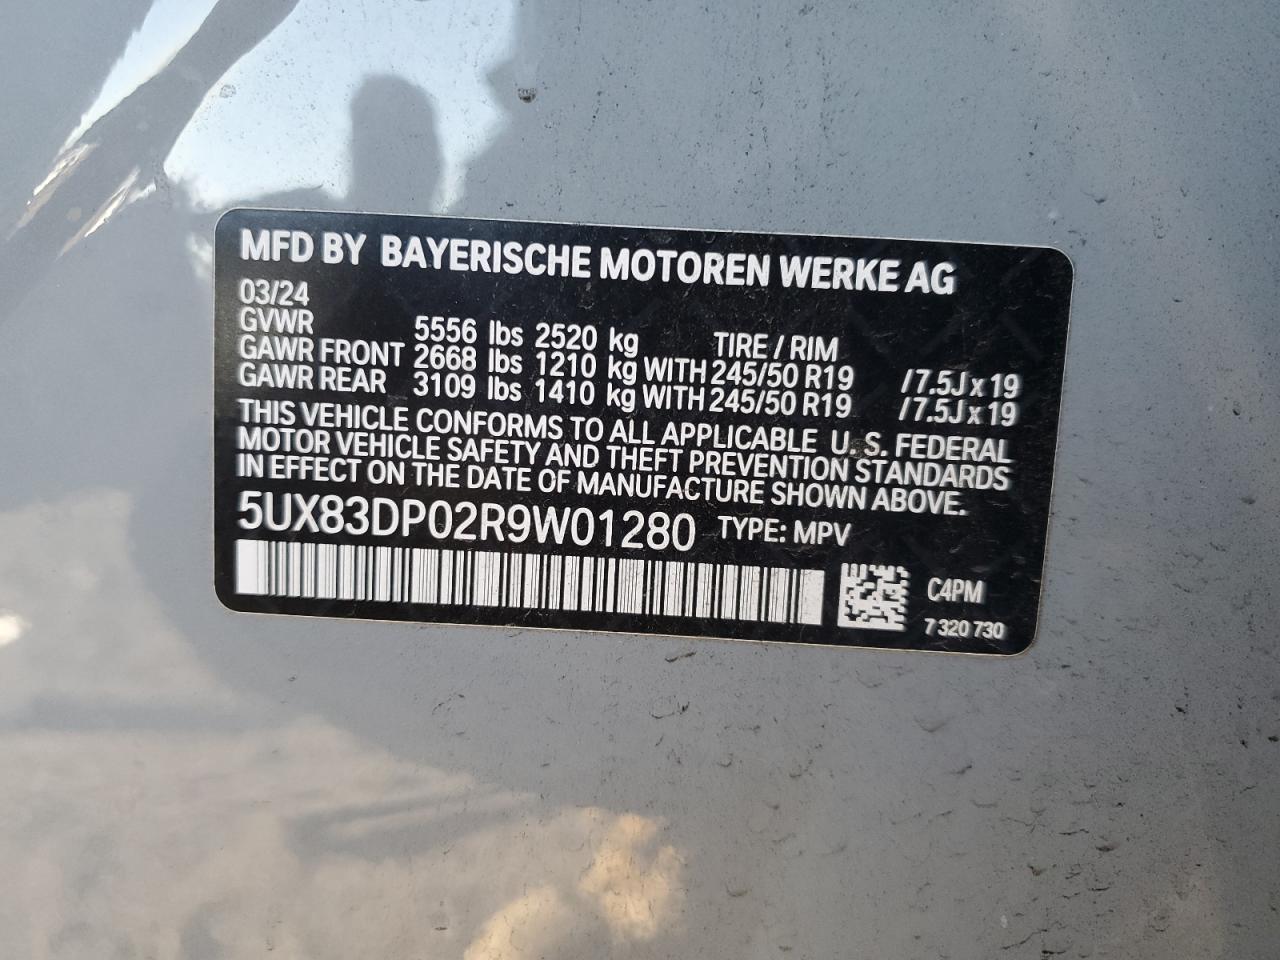 MFD BY BAYERISCHE MOTOREN WERKE AG
03/24
GVWR 5556 lbs 2520 kg TIRE / RIM
GAWR FRONT 2668 lbs 1210 kg WITH 245/50 R19 /7.5J x 19
GAWR REAR 3109 lbs 1410 kg WITH 245/50 R19 /7.5J x 19
THIS VEHICLE CONFORMS TO ALL APPLICABLE U. S. FEDERAL
MOTOR VEHICLE SAFETY AND THEFT PREVENTION STANDARDS
IN EFFECT ON THE DATE OF MANUFACTURE SHOWN ABOVE.
5UX83DP02R9W01280 TYPE: MPV
C4PM
7 320 730